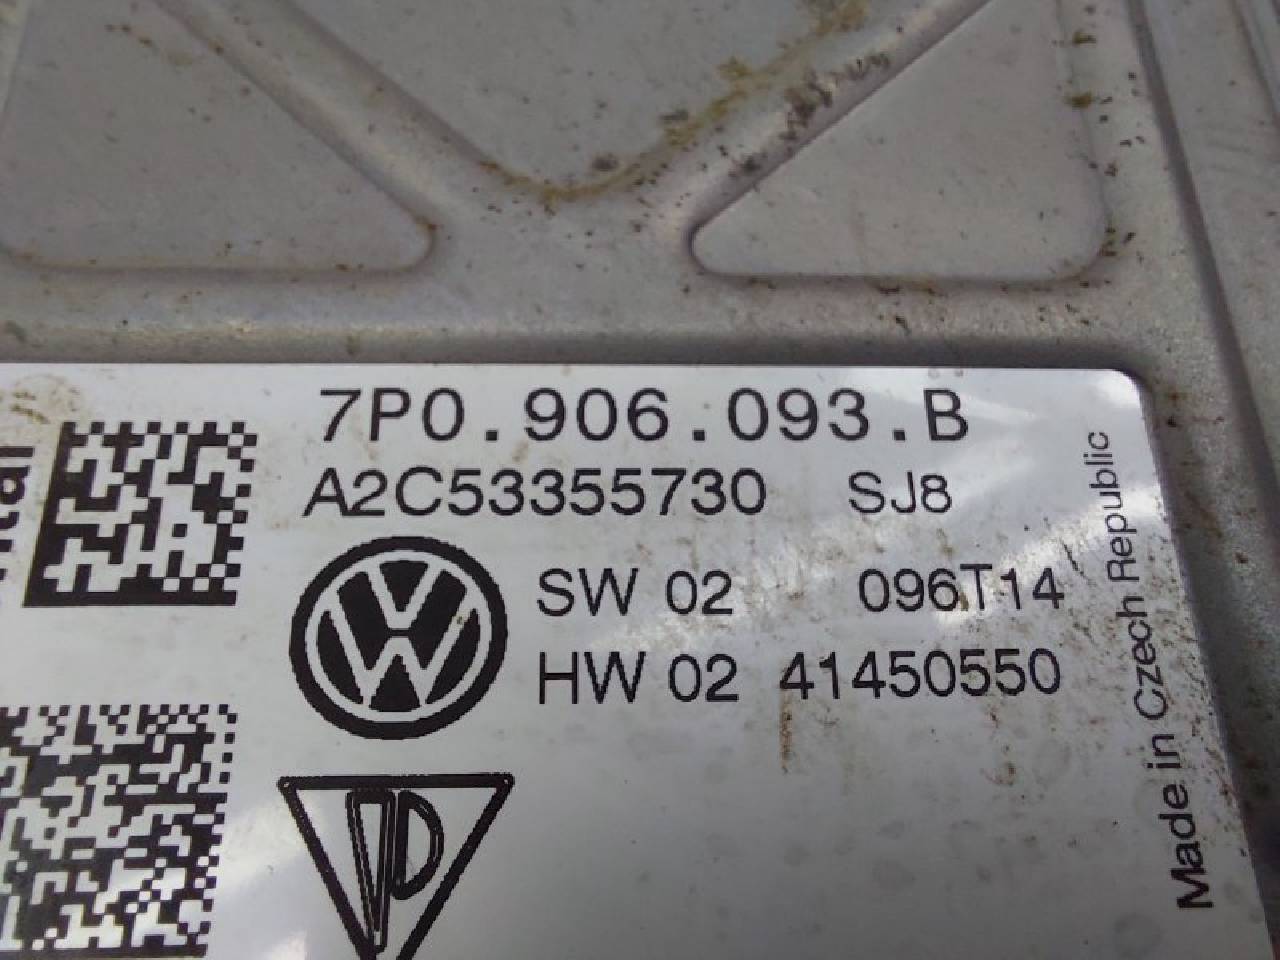 7P0.906.093.B
A2C53355730 SJ8
SW 02 096T14
HW 02 41450550
Made in Czech Republic